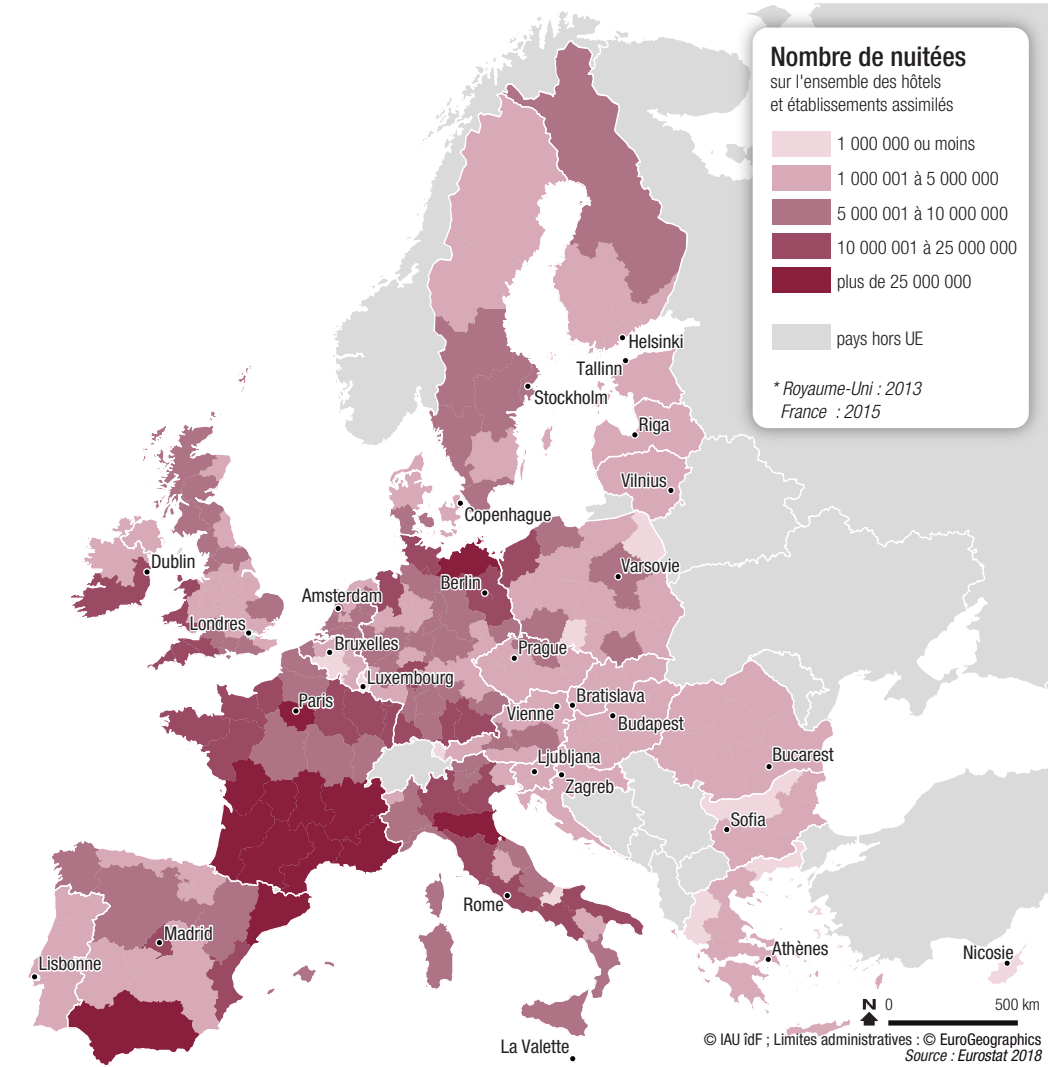 Nombre de nuitées
sur l'ensemble des hôtels
et établissements assimilés
1 000 000 ou moins
1 000 001 à 5 000 000
5 000 001 à 10 000 000
10 000 001 à 25 000 000
plus de 25 000 000
pays hors UE
* Royaume-Uni : 2013
France : 2015
Helsinki
Tallinn
Stockholm
Riga
Vilnius
Copenhague
Dublin
Varsovie
Berlin
Amsterdam
Londres
Bruxelles
Prague
Luxembourg
Paris
Bratislava
Vienne
Budapest
Ljubljana
Bucarest
Zagreb
Sofia
Rome
Madrid
Athènes
Nicosie
Lisbonne
N 0 500 km
La Valette
© IAU îdF ; Limites administratives : © EuroGeographics
Source : Eurostat 2018